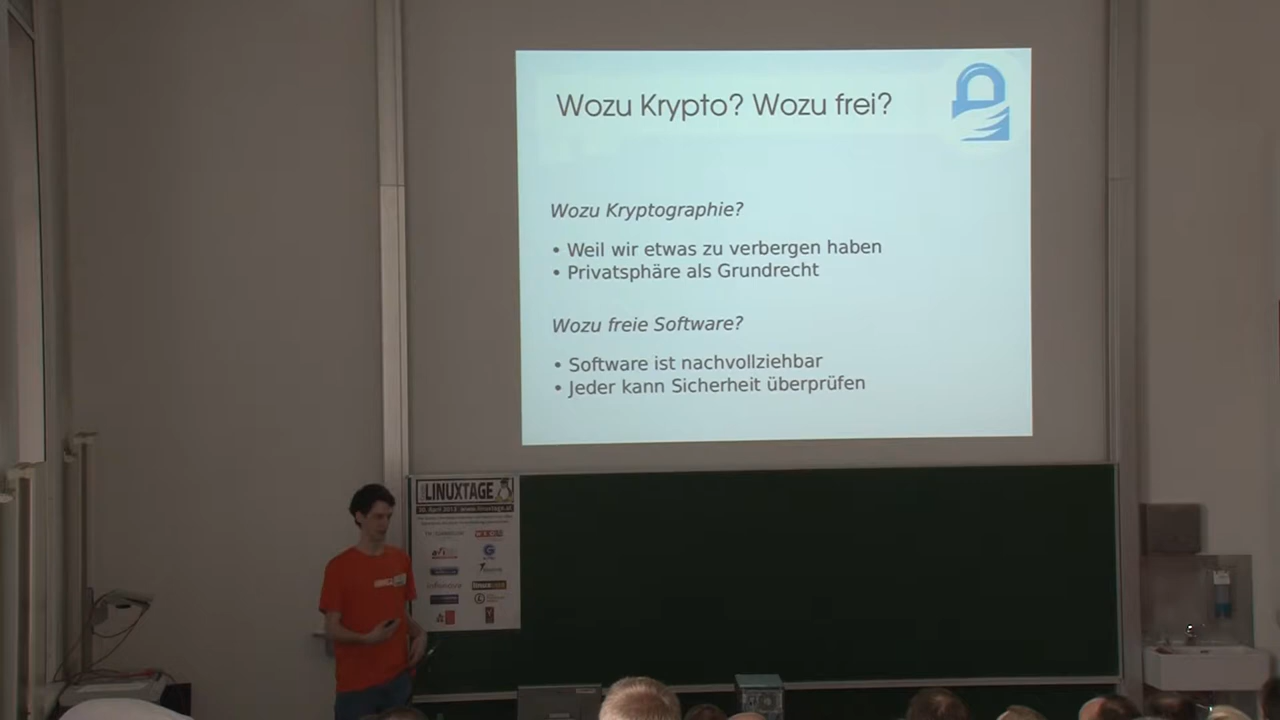 Wozu Krypto? Wozu frei?
Wozu Kryptographie?
• Weil wir etwas zu verbergen haben
• Privatsphäre als Grundrecht
Wozu freie Software?
• Software ist nachvollziehbar
• Jeder kann Sicherheit überprüfen
LINUXTAGE